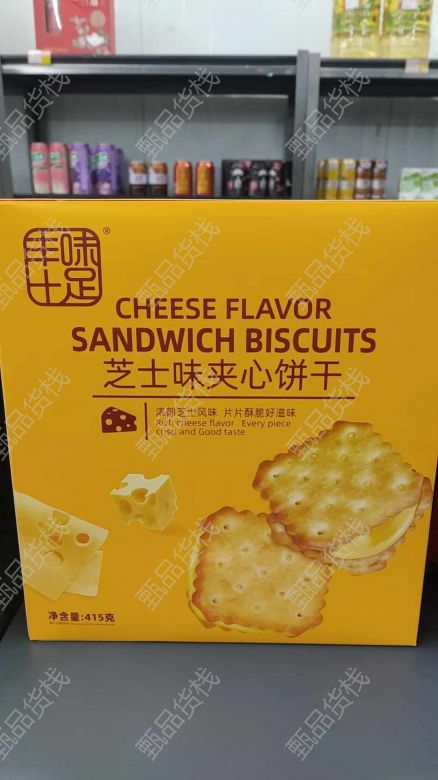 味足
丰十
®
CHEESE FLAVOR
SANDWICH BISCUITS
芝士味夹心饼干
浓郁芝士风味 片片酥脆好滋味
Rich cheese flavor Every piece
crisp and Good taste
净含量:415克
甄品货栈